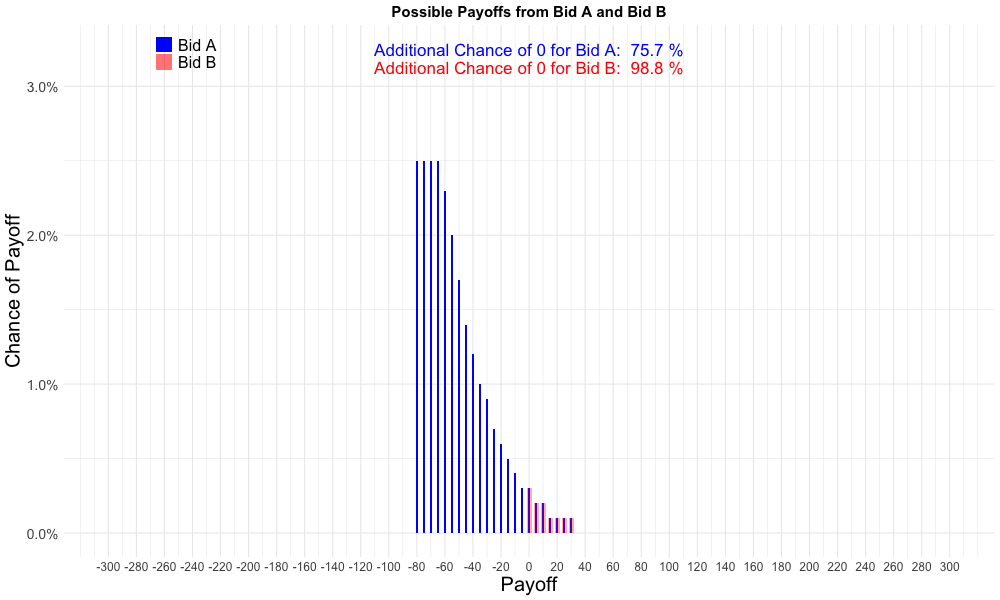 Possible Payoffs from Bid A and Bid B
Bid A
Bid B
Additional Chance of 0 for Bid A:  75.7 %
Additional Chance of 0 for Bid B:  98.8 %
Chance of Payoff
3.0%
2.0%
1.0%
0.0%
-300 -280 -260 -240 -220 -200 -180 -160 -140 -120 -100 -80 -60 -40 -20 0 20 40 60 80 100 120 140 160 180 200 220 240 260 280 300
Payoff